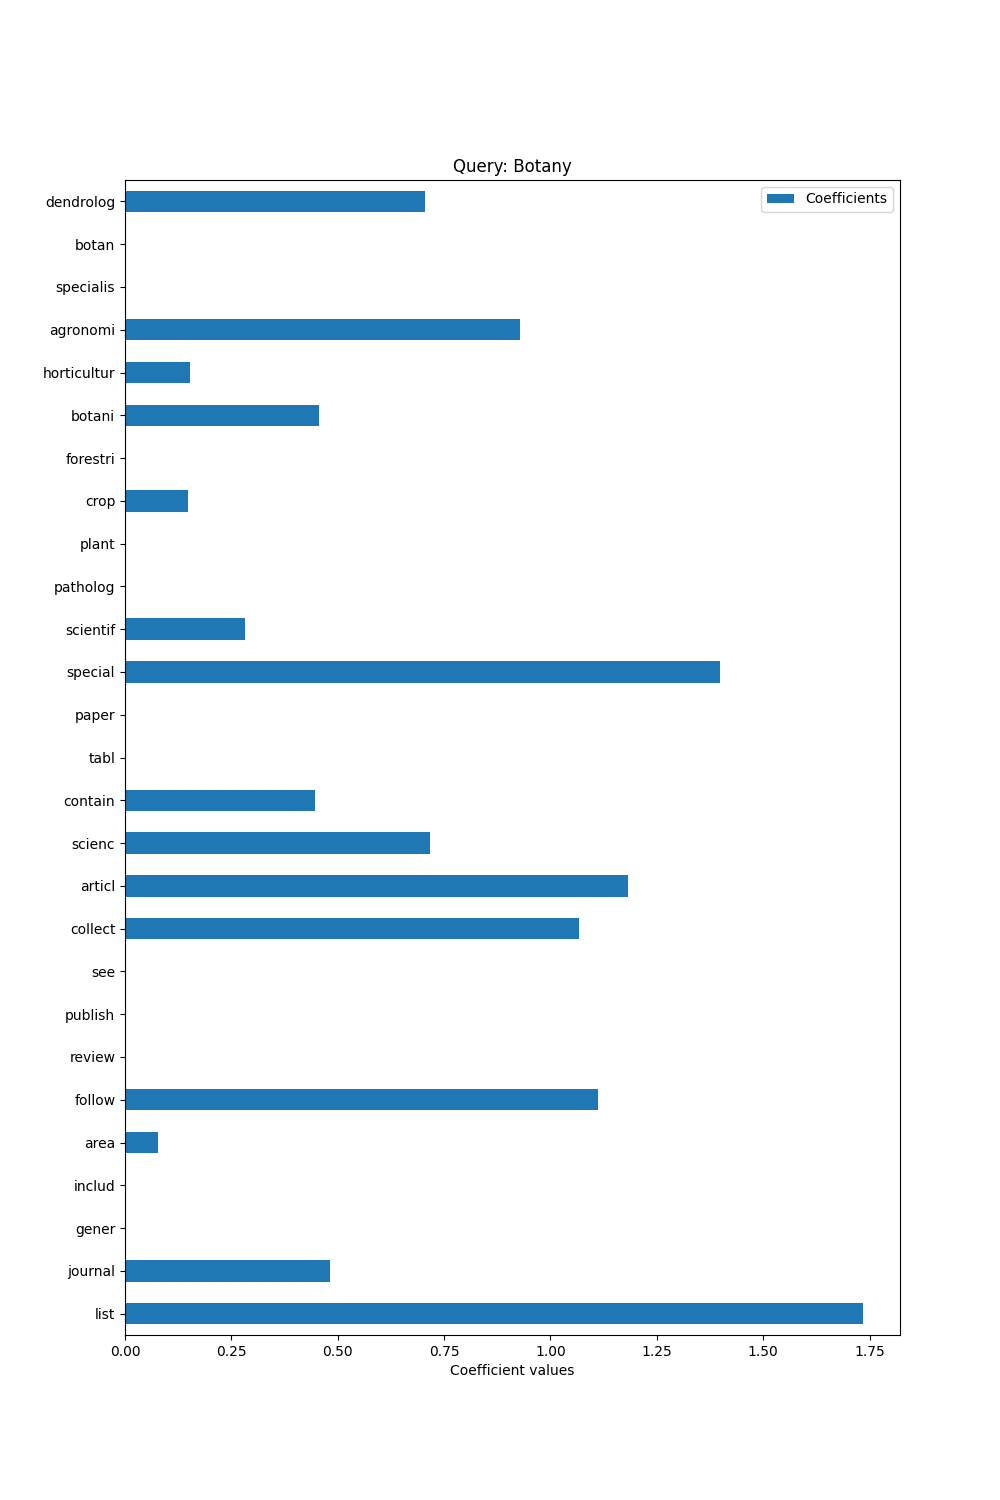 Query: Botany
Coefficients
dendrolog
botan
specialis
agronomi
horticultur
botani
forestri
crop
plant
patholog
scientif
special
paper
tabl
contain
scienc
articl
collect
see
publish
review
follow
area
includ
gener
journal
list
0.00 0.25 0.50 0.75 1.00 1.25 1.50 1.75
Coefficient values